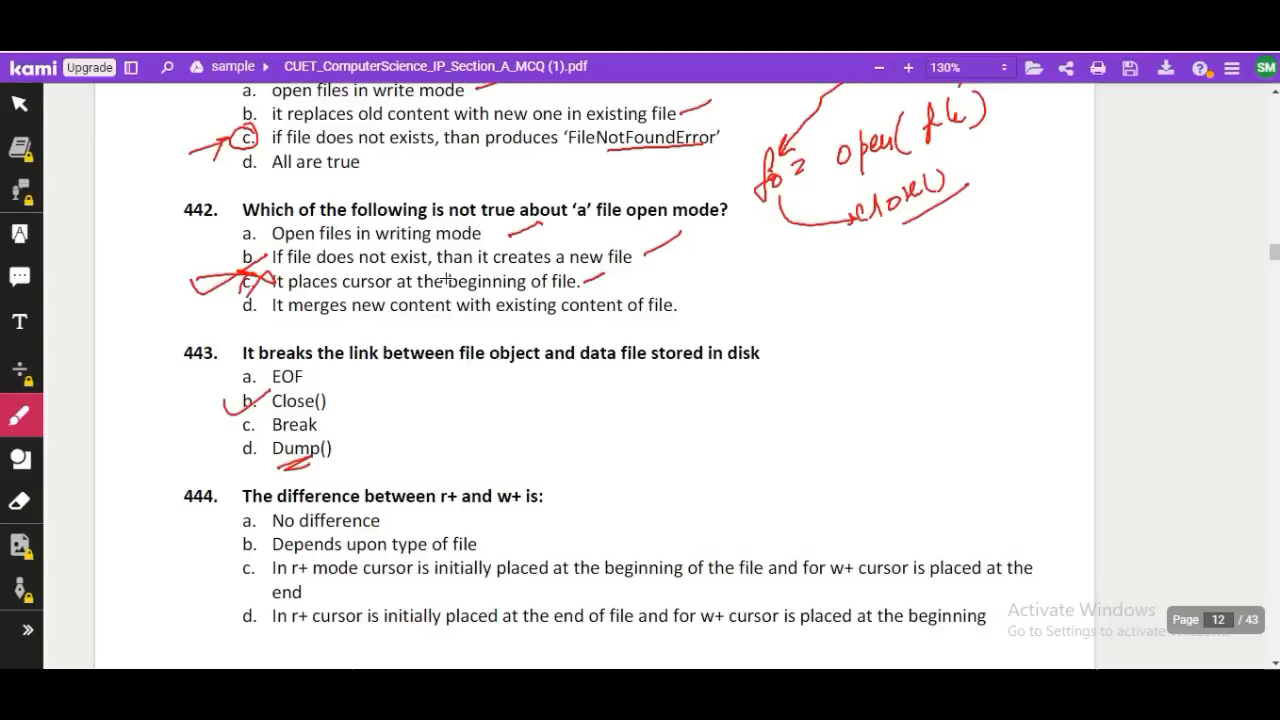 kami Upgrade sample CUET_ComputerScience_IP_Section_A_MCQ (1).pdf 130% SM
a. open files in write mode
b. it replaces old content with new one in existing file
c. if file does not exists, than produces ‘FileNotFoundError’
d. All are true
open(
close()
442. Which of the following is not true about ‘a’ file open mode?
a. Open files in writing mode
b. If file does not exist, than it creates a new file
c. It places cursor at the beginning of file.
d. It merges new content with existing content of file.
443. It breaks the link between file object and data file stored in disk
a. EOF
b. Close()
c. Break
d. Dump()
444. The difference between r+ and w+ is:
a. No difference
b. Depends upon type of file
c. In r+ mode cursor is initially placed at the beginning of the file and for w+ cursor is placed at the
end
d. In r+ cursor is initially placed at the end of file and for w+ cursor is placed at the beginning
Activate Windows
Go to Settings to activate Windows.
Page 12 / 43